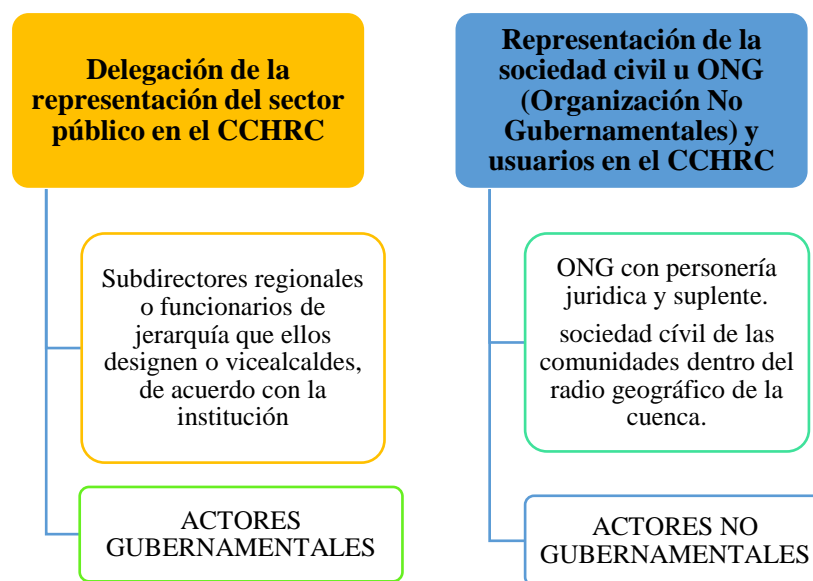 Delegación de la
representación del sector
público en el CCHRC
Subdirectores regionales
o funcionarios de
jerarquía que ellos
designen o vicealcaldes,
de acuerdo con la
institución
ACTORES
GUBERNAMENTALES
Representación de la
sociedad civil u ONG
(Organización No
Gubernamentales) y
usuarios en el CCHRC
ONG con personería
juridica y suplente.
sociedad cívil de las
comunidades dentro del
radio geográfico de la
cuenca.
ACTORES NO
GUBERNAMENTALES